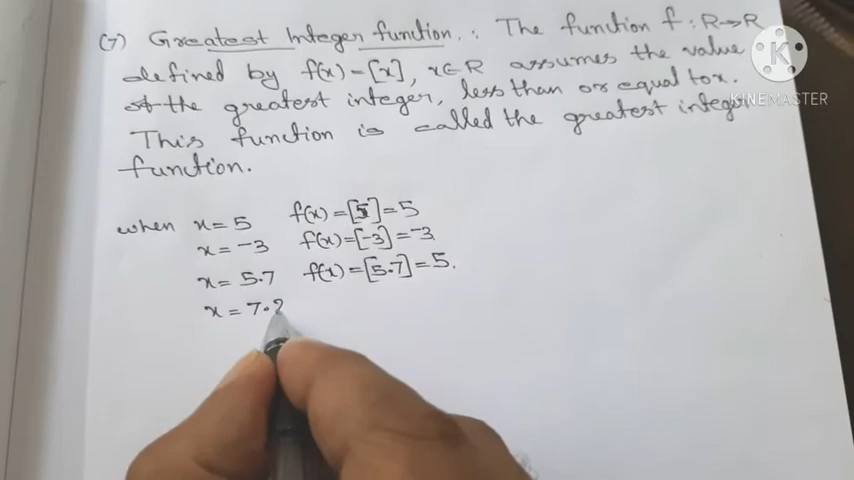 (7) Greatest Integer function. : The function f : R→R
defined by f(x) = [x], x∈R assumes the value
of the greatest integer, less than or equal to x.
This function is called the greatest integer
function.
when x = 5 f(x) = [5] = 5
x = -3 f(x) = [-3] = -3
x = 5.7 f(x) = [5.7] = 5.
x = 7.2
K
KINEMASTER